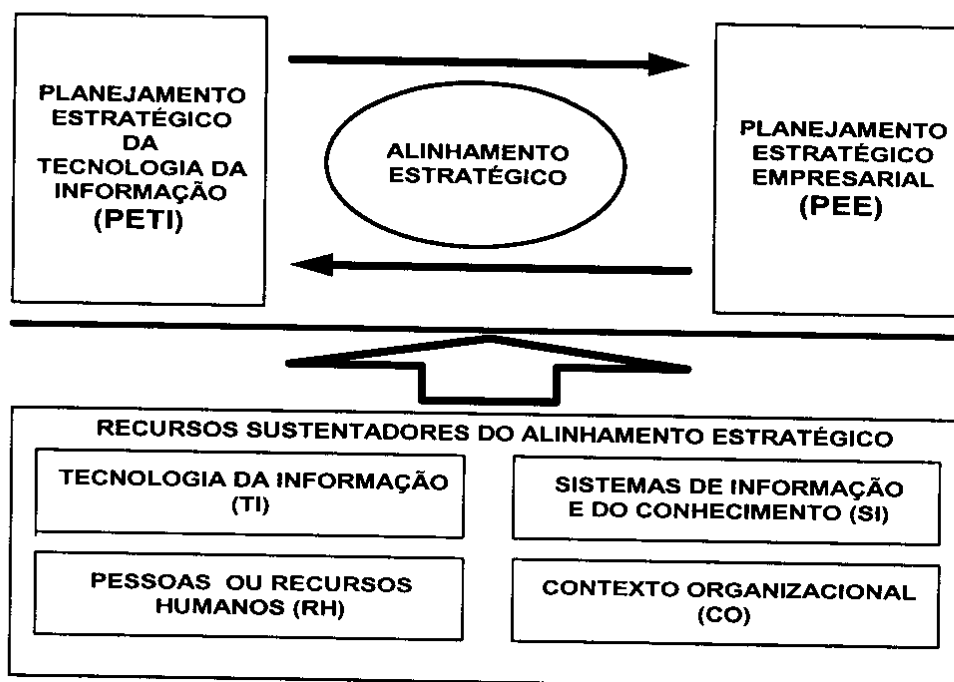 PLANEJAMENTO
ESTRATÉGICO
DA
TECNOLOGIA DA
INFORMAÇÃO
(PETI)
ALINHAMENTO
ESTRATÉGICO
PLANEJAMENTO
ESTRATÉGICO
EMPRESARIAL
(PEE)
RECURSOS SUSTENTADORES DO ALINHAMENTO ESTRATÉGICO
TECNOLOGIA DA INFORMAÇÃO
(TI)
SISTEMAS DE INFORMAÇÃO
E DO CONHECIMENTO (SI)
PESSOAS OU RECURSOS
HUMANOS (RH)
CONTEXTO ORGANIZACIONAL
(CO)